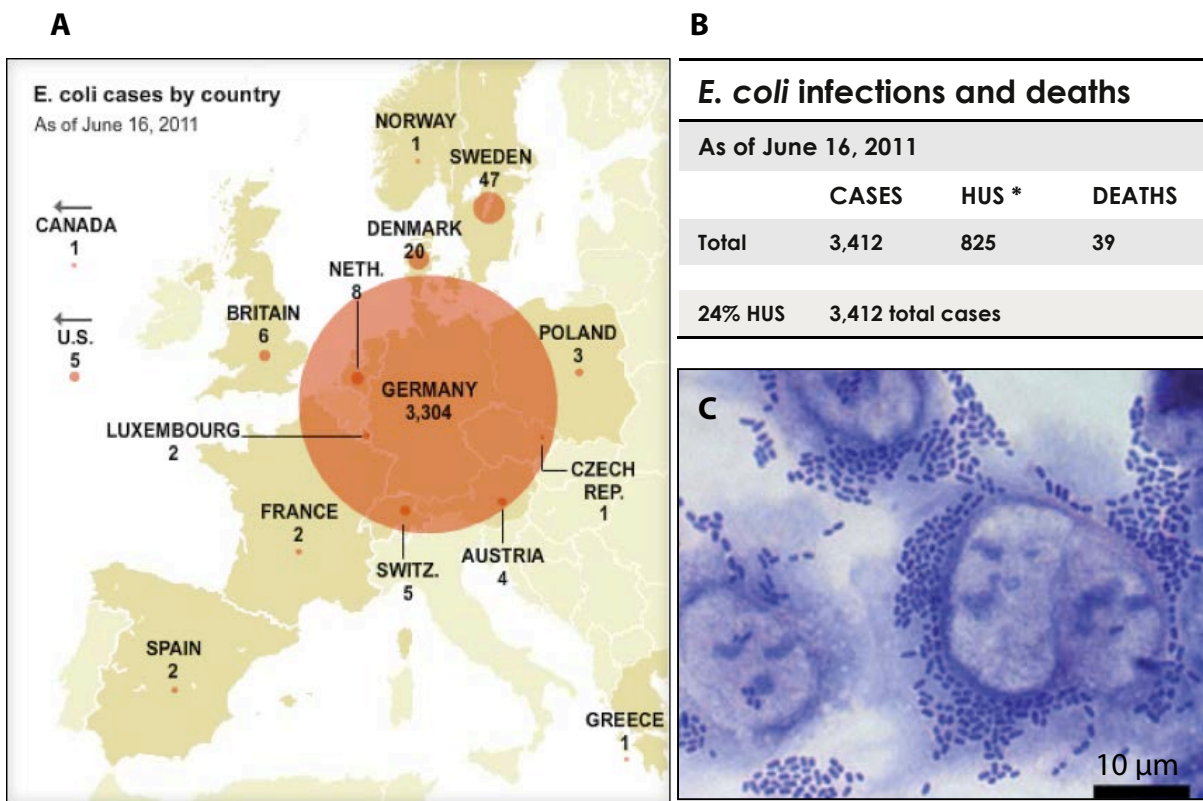 A
E. coli cases by country
As of June 16, 2011
NORWAY
1
SWEDEN
47
CANADA
1
DENMARK
20
NETH.
8
U.S.
5
BRITAIN
6
POLAND
3
GERMANY
3,304
LUXEMBOURG
2
CZECH
REP.
1
FRANCE
2
SWITZ.
5
AUSTRIA
4
SPAIN
2
GREECE
1
B
E. coli infections and deaths
As of June 16, 2011
CASES HUS * DEATHS
Total 3,412 825 39
24% HUS 3,412 total cases
C
10 µm